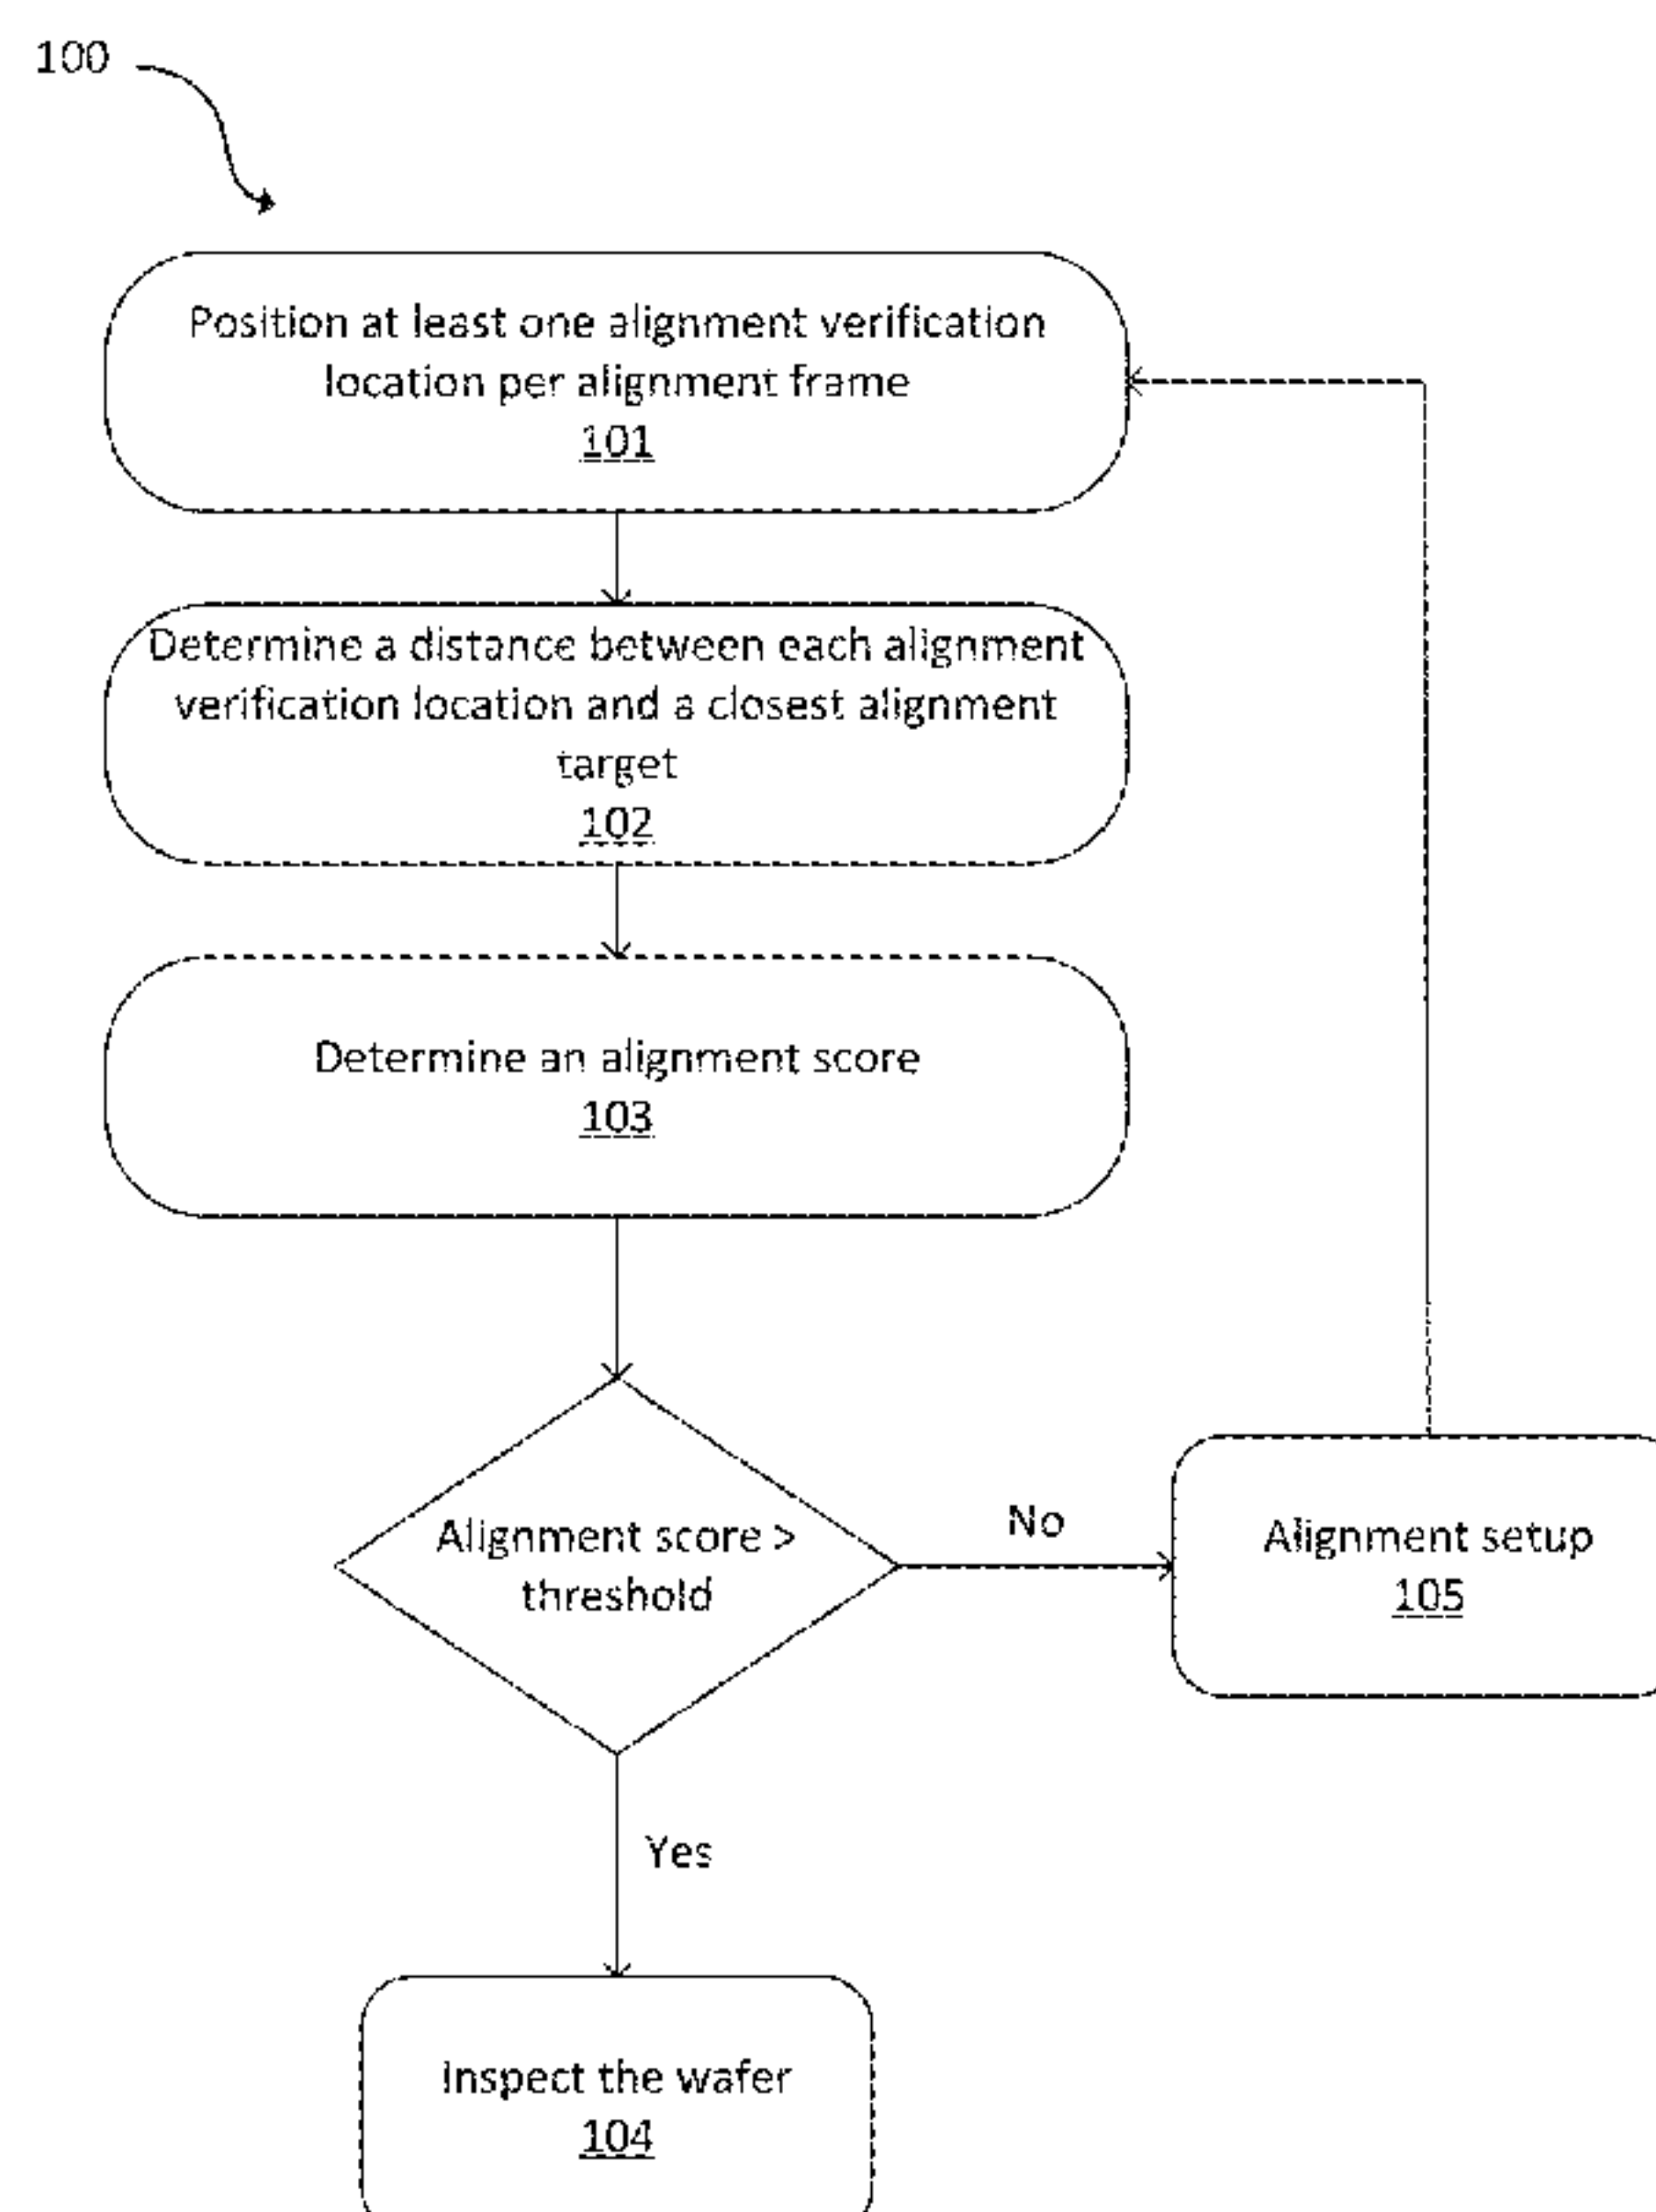 100
Position at least one alignment verification
location per alignment frame
101
Determine a distance between each alignment
verification location and a closest alignment
target
102
Determine an alignment score
103
Alignment score >
threshold
No
Alignment setup
105
Yes
Inspect the wafer
104